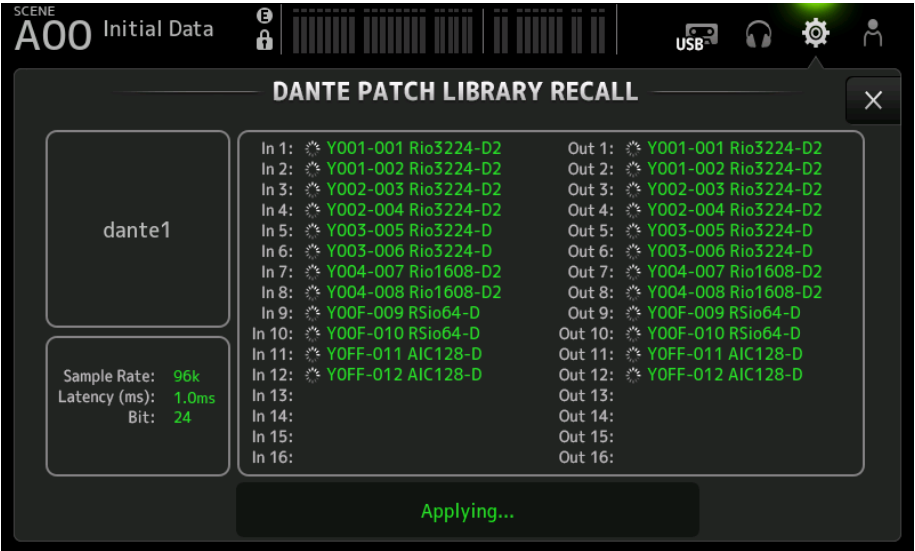 SCENE
A00 Initial Data
E
USB
DANTE PATCH LIBRARY RECALL
dante1
Sample Rate: 96k
Latency (ms): 1.0ms
Bit: 24
In 1: Y001-001 Rio3224-D2
In 2: Y001-002 Rio3224-D2
In 3: Y002-003 Rio3224-D2
In 4: Y002-004 Rio3224-D2
In 5: Y003-005 Rio3224-D
In 6: Y003-006 Rio3224-D
In 7: Y004-007 Rio1608-D2
In 8: Y004-008 Rio1608-D2
In 9: Y00F-009 RSio64-D
In 10: Y00F-010 RSio64-D
In 11: Y0FF-011 AIC128-D
In 12: Y0FF-012 AIC128-D
In 13:
In 14:
In 15:
In 16:
Out 1: Y001-001 Rio3224-D2
Out 2: Y001-002 Rio3224-D2
Out 3: Y002-003 Rio3224-D2
Out 4: Y002-004 Rio3224-D2
Out 5: Y003-005 Rio3224-D
Out 6: Y003-006 Rio3224-D
Out 7: Y004-007 Rio1608-D2
Out 8: Y004-008 Rio1608-D2
Out 9: Y00F-009 RSio64-D
Out 10: Y00F-010 RSio64-D
Out 11: Y0FF-011 AIC128-D
Out 12: Y0FF-012 AIC128-D
Out 13:
Out 14:
Out 15:
Out 16:
Applying...